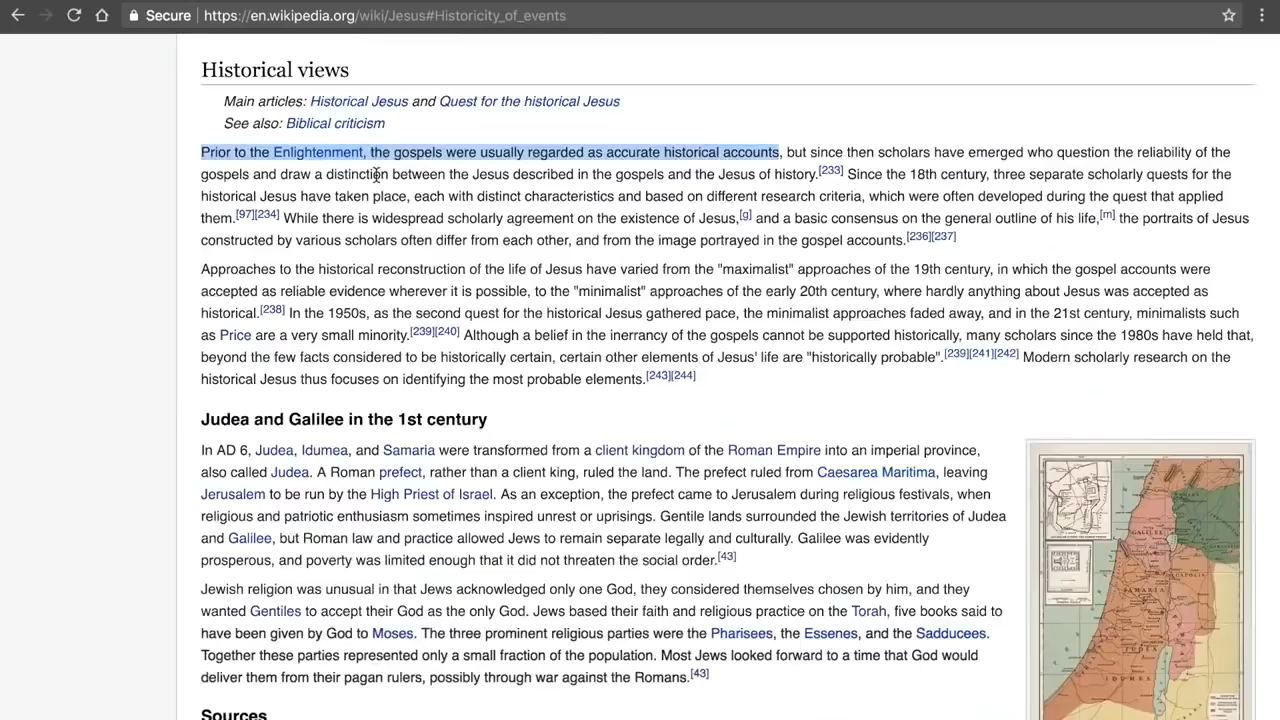 Secure https://en.wikipedia.org/wiki/Jesus#Historicity_of_events
Historical views
Main articles: Historical Jesus and Quest for the historical Jesus
See also: Biblical criticism
Prior to the Enlightenment, the gospels were usually regarded as accurate historical accounts, but since then scholars have emerged who question the reliability of the
gospels and draw a distinction between the Jesus described in the gospels and the Jesus of history.[233] Since the 18th century, three separate scholarly quests for the
historical Jesus have taken place, each with distinct characteristics and based on different research criteria, which were often developed during the quest that applied
them.[97][234] While there is widespread scholarly agreement on the existence of Jesus,[g] and a basic consensus on the general outline of his life,[m] the portraits of Jesus
constructed by various scholars often differ from each other, and from the image portrayed in the gospel accounts.[236][237]
Approaches to the historical reconstruction of the life of Jesus have varied from the "maximalist" approaches of the 19th century, in which the gospel accounts were
accepted as reliable evidence wherever it is possible, to the "minimalist" approaches of the early 20th century, where hardly anything about Jesus was accepted as
historical.[238] In the 1950s, as the second quest for the historical Jesus gathered pace, the minimalist approaches faded away, and in the 21st century, minimalists such
as Price are a very small minority.[239][240] Although a belief in the inerrancy of the gospels cannot be supported historically, many scholars since the 1980s have held that,
beyond the few facts considered to be historically certain, certain other elements of Jesus' life are "historically probable".[239][241][242] Modern scholarly research on the
historical Jesus thus focuses on identifying the most probable elements.[243][244]
Judea and Galilee in the 1st century
In AD 6, Judea, Idumea, and Samaria were transformed from a client kingdom of the Roman Empire into an imperial province,
also called Judea. A Roman prefect, rather than a client king, ruled the land. The prefect ruled from Caesarea Maritima, leaving
Jerusalem to be run by the High Priest of Israel. As an exception, the prefect came to Jerusalem during religious festivals, when
religious and patriotic enthusiasm sometimes inspired unrest or uprisings. Gentile lands surrounded the Jewish territories of Judea
and Galilee, but Roman law and practice allowed Jews to remain separate legally and culturally. Galilee was evidently
prosperous, and poverty was limited enough that it did not threaten the social order.[43]
Jewish religion was unusual in that Jews acknowledged only one God, they considered themselves chosen by him, and they
wanted Gentiles to accept their God as the only God. Jews based their faith and religious practice on the Torah, five books said to
have been given by God to Moses. The three prominent religious parties were the Pharisees, the Essenes, and the Sadducees.
Together these parties represented only a small fraction of the population. Most Jews looked forward to a time that God would
deliver them from their pagan rulers, possibly through war against the Romans.[43]
Sources
GALILEE
SAMARIA
JUDEA
IDUMEA